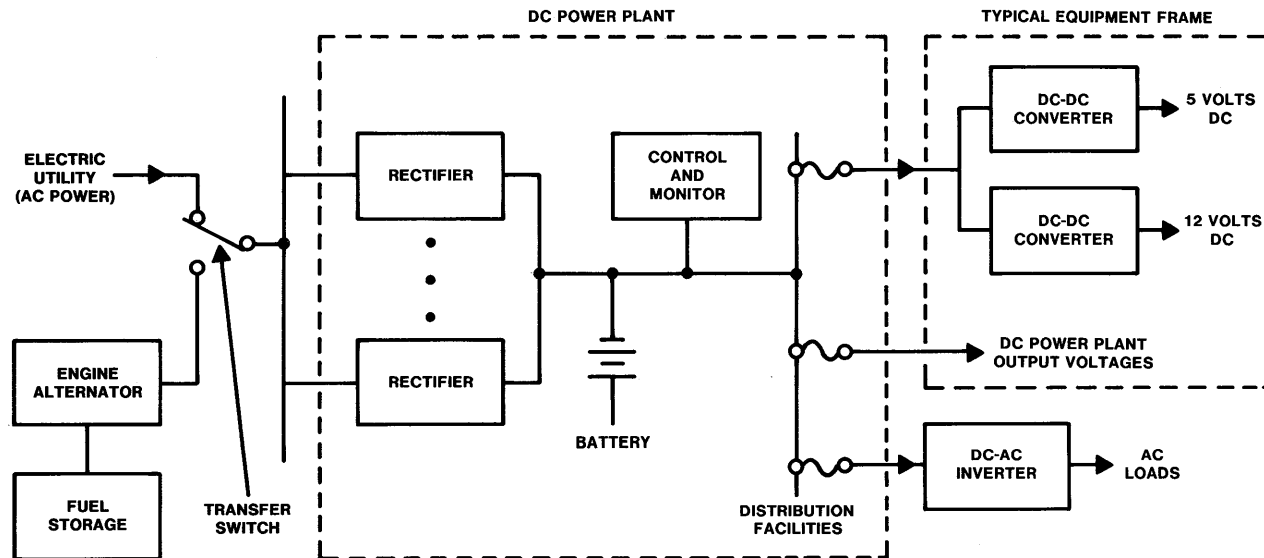 DC POWER PLANT
TYPICAL EQUIPMENT FRAME
ELECTRIC
UTILITY
(AC POWER)
RECTIFIER
CONTROL
AND
MONITOR
DC-DC
CONVERTER
5 VOLTS
DC
DC-DC
CONVERTER
12 VOLTS
DC
ENGINE
ALTERNATOR
RECTIFIER
DC POWER PLANT
OUTPUT VOLTAGES
BATTERY
DC-AC
INVERTER
AC
LOADS
FUEL
STORAGE
TRANSFER
SWITCH
DISTRIBUTION
FACILITIES